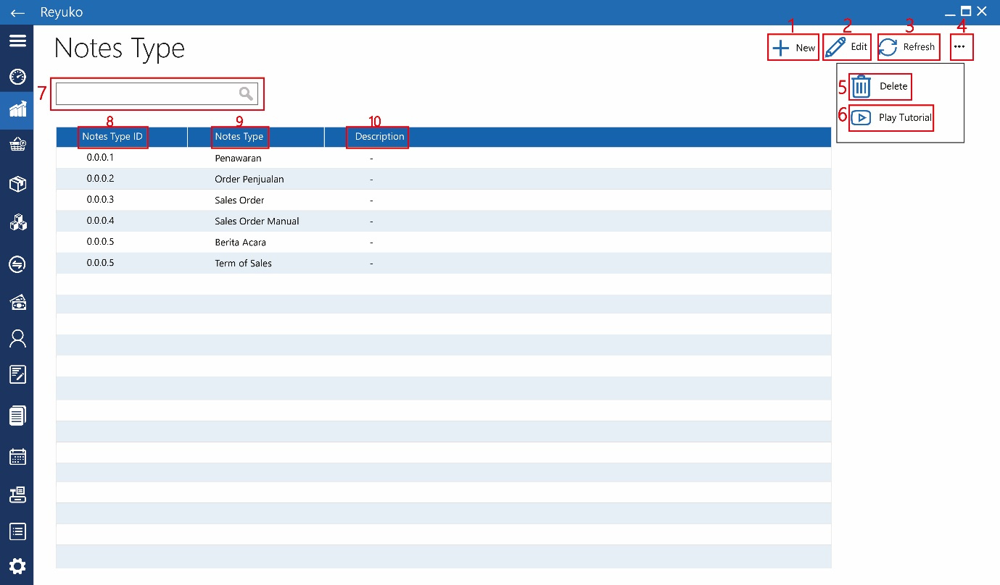 Reyuko
Notes Type
1 2 3 4
New Edit Refresh ...
5 Delete
6 Play Tutorial
7
8 9 10
Notes Type ID Notes Type Description
0.0.0.1 Penawaran -
0.0.0.2 Order Penjualan -
0.0.0.3 Sales Order -
0.0.0.4 Sales Order Manual -
0.0.0.5 Berita Acara -
0.0.0.5 Term of Sales -